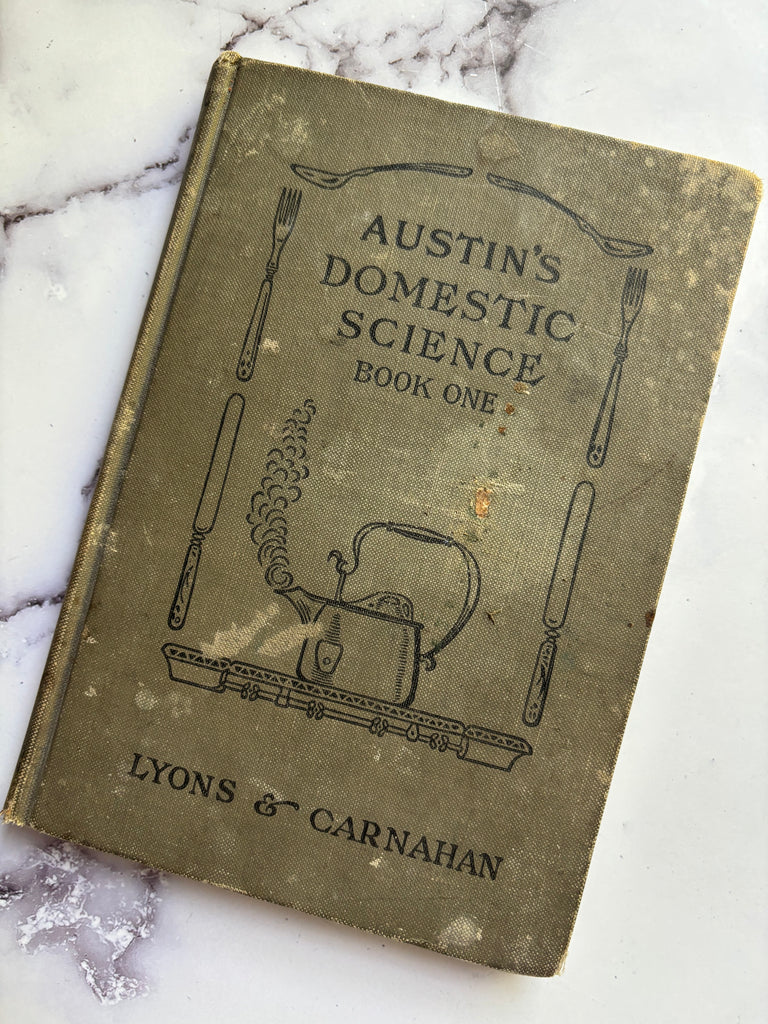 AUSTIN'S
DOMESTIC
SCIENCE
BOOK ONE
LYONS & CARNAHAN